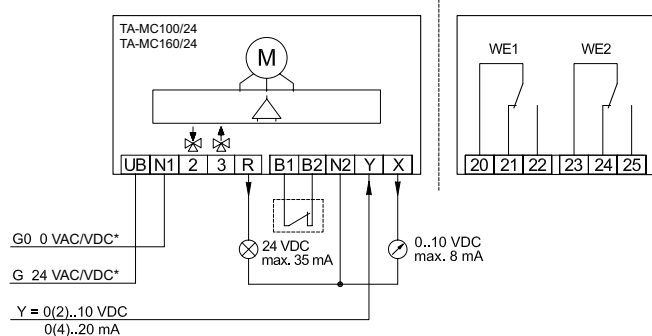 TA-MC100/24
TA-MC160/24
M
WE1 WE2
UB N1 2 3 R B1 B2 N2 Y X
20 21 22 23 24 25
G0 0 VAC/VDC*
24 VDC
max. 35 mA
0..10 VDC
max. 8 mA
G 24 VAC/VDC*
Y = 0(2)..10 VDC
0(4)..20 mA